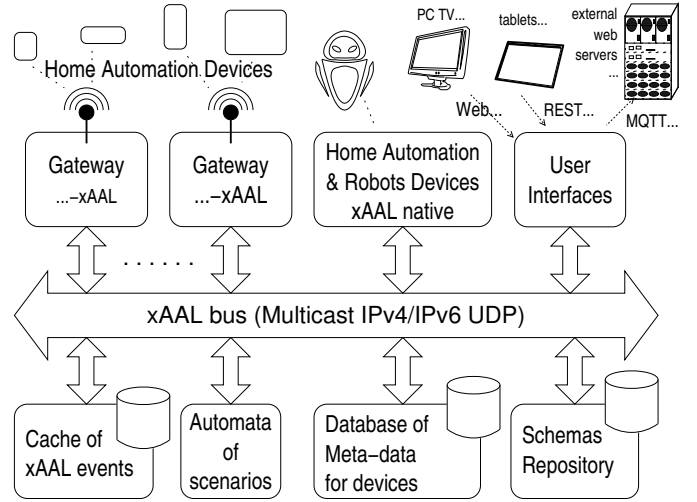 PC TV...
tablets...
external
web
servers
...
Home Automation Devices
Web...
REST...
MQTT...
Gateway
...−xAAL
Gateway
...−xAAL
Home Automation
& Robots Devices
xAAL native
User
Interfaces
. . . . . .
xAAL bus (Multicast IPv4/IPv6 UDP)
Cache of
xAAL events
Automata
of
scenarios
Database of
Meta−data
for devices
Schemas
Repository